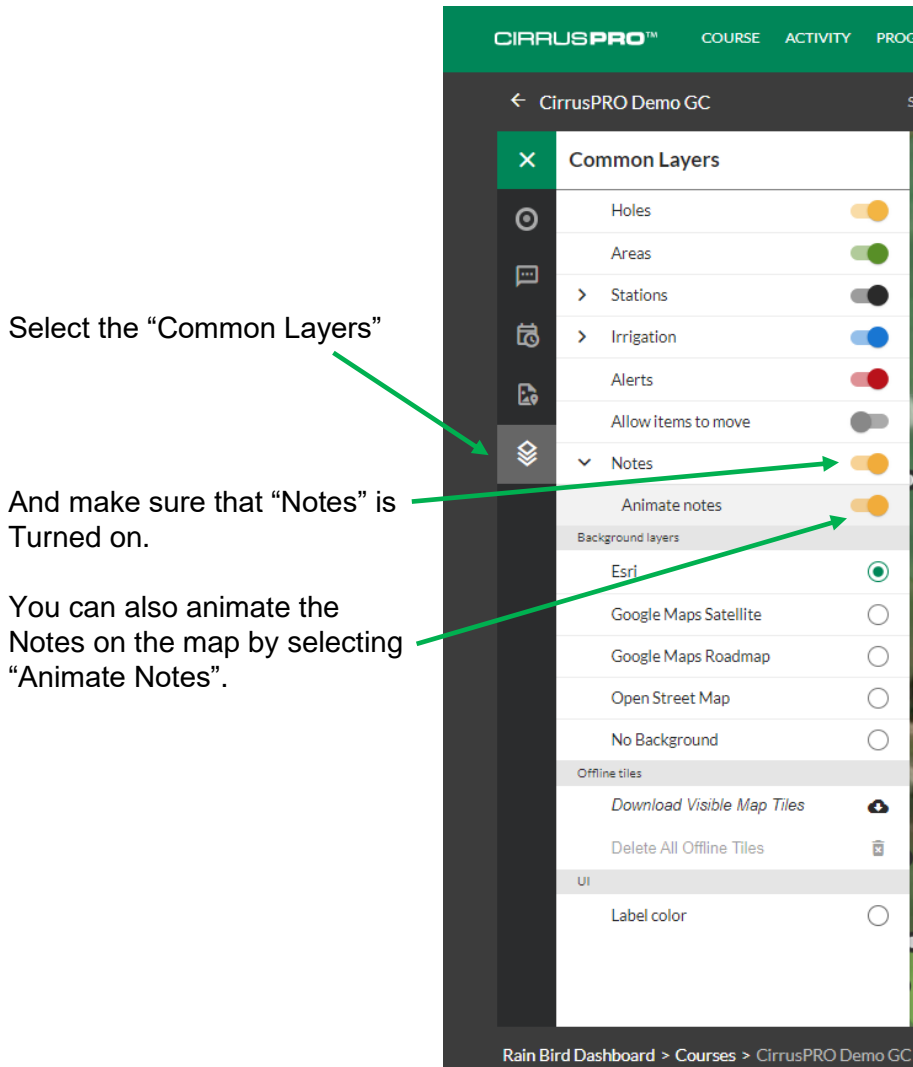 CIRRUSPRO™ COURSE ACTIVITY
← CirrusPRO Demo GC
Common Layers
Holes
Areas
Stations
Irrigation
Alerts
Allow items to move
Notes
Animate notes
Background layers
Esri
Google Maps Satellite
Google Maps Roadmap
Open Street Map
No Background
Offline tiles
Download Visible Map Tiles
Delete All Offline Tiles
UI
Label color
Rain Bird Dashboard > Courses > CirrusPRO Demo GC
Select the “Common Layers”
And make sure that “Notes” is
Turned on.
You can also animate the
Notes on the map by selecting
“Animate Notes”.